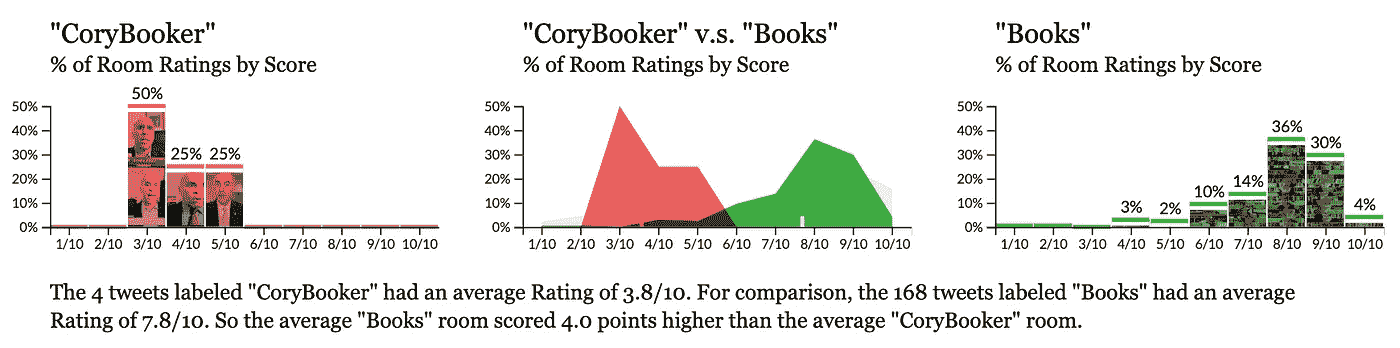 "CoryBooker"
% of Room Ratings by Score
50%
40%
30%
20%
10%
0%
50%
25%
25%
1/10 2/10 3/10 4/10 5/10 6/10 7/10 8/10 9/10 10/10
"CoryBooker" v.s. "Books"
% of Room Ratings by Score
50%
40%
30%
20%
10%
0%
1/10 2/10 3/10 4/10 5/10 6/10 7/10 8/10 9/10 10/10
"Books"
% of Room Ratings by Score
50%
40%
30%
20%
10%
0%
3%
2%
10%
14%
36%
30%
4%
1/10 2/10 3/10 4/10 5/10 6/10 7/10 8/10 9/10 10/10
The 4 tweets labeled "CoryBooker" had an average Rating of 3.8/10. For comparison, the 168 tweets labeled "Books" had an average
Rating of 7.8/10. So the average "Books" room scored 4.0 points higher than the average "CoryBooker" room.